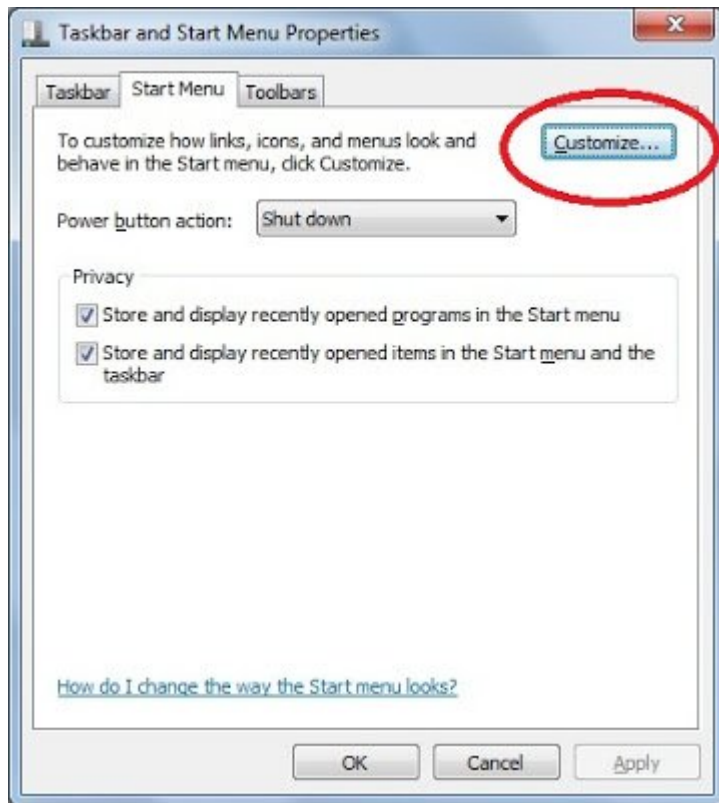 Taskbar and Start Menu Properties
Taskbar
Start Menu
Toolbars
To customize how links, icons, and menus look and
behave in the Start menu, click Customize.
Customize...
Power button action:
Shut down
Privacy
Store and display recently opened programs in the Start menu
Store and display recently opened items in the Start menu and the
taskbar
How do I change the way the Start menu looks?
OK
Cancel
Apply